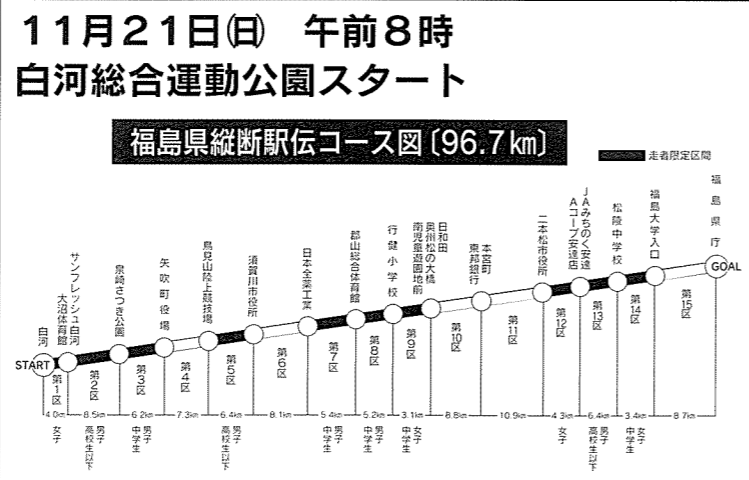 11月21日(日) 午前8時
白河総合運動公園スタート
福島県縦断駅伝コース図〔96.7km〕
走者限定区間
白河
サンフレッシュ白河
大沼体育館
泉崎さつき公園
矢吹町役場
鳥見山陸上競技場
須賀川市役所
日本全薬工業
郡山総合体育館
行健小学校
日和田
奥州松の大橋
南児童遊園地前
本宮町
東邦銀行
二本松市役所
JAみちのく安達
Aコープ安達店
松陵中学校
福島大学入口
福島県庁
START
GOAL
第1区
第2区
第3区
第4区
第5区
第6区
第7区
第8区
第9区
第10区
第11区
第12区
第13区
第14区
第15区
4.0km
8.5km
6.2km
7.3km
6.4km
8.1km
5.4km
5.2km
3.1km
8.8km
10.9km
4.3km
6.4km
3.4km
8.7km
女子
男子
高校生以下
男子
中学生
男子
高校生以下
男子
中学生
男子
中学生
女子
中学生
女子
男子
高校生以下
女子
中学生